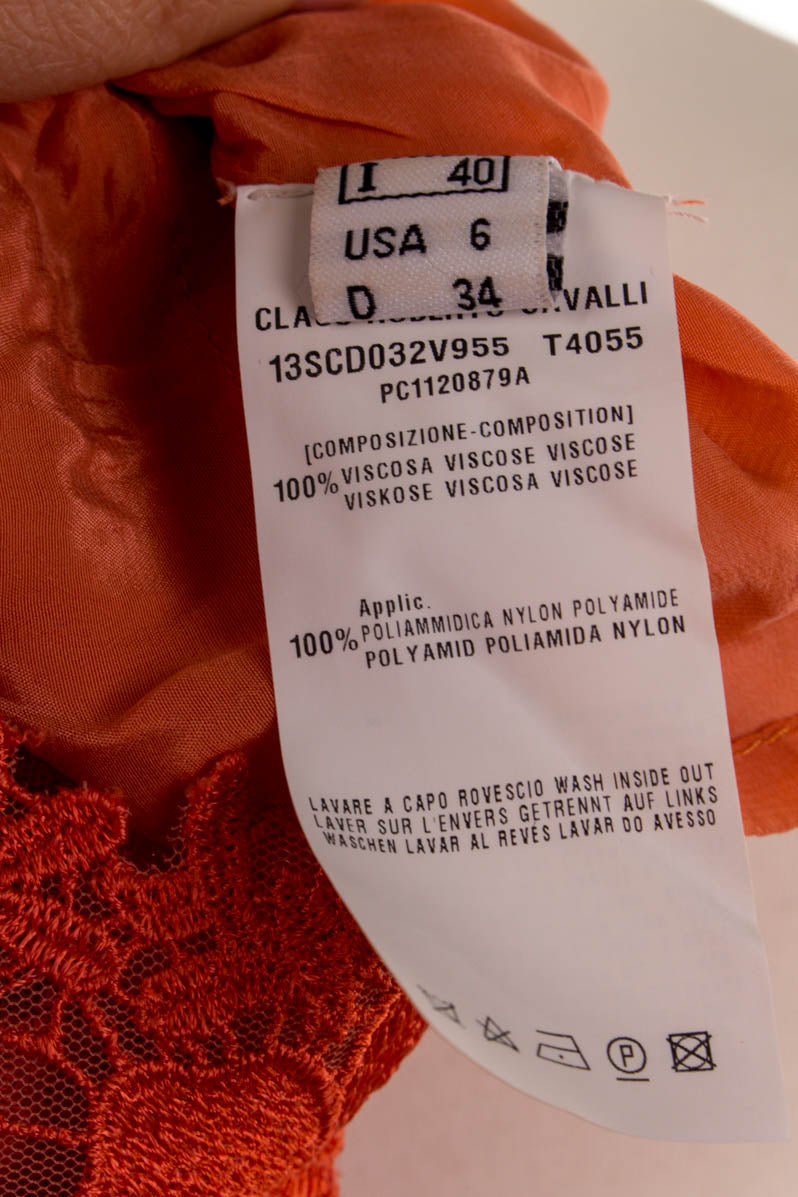 I 40
USA 6
D 34
CAVALLI
13SCD032V955 T4055
PC1120879A
[COMPOSIZIONE-COMPOSITION]
100% VISCOSA VISCOSE VISCOSE
VISKOSE VISCOSA VISCOSE
Applic.
100% POLIAMMIDICA NYLON POLYAMIDE
POLYAMID POLIAMIDA NYLON
LAVARE A CAPO ROVESCIO WASH INSIDE OUT
LAVER SUR L'ENVERS GETRENNT AUF LINKS
WASCHEN LAVAR AL REVÈS LAVAR DO AVESSO
P